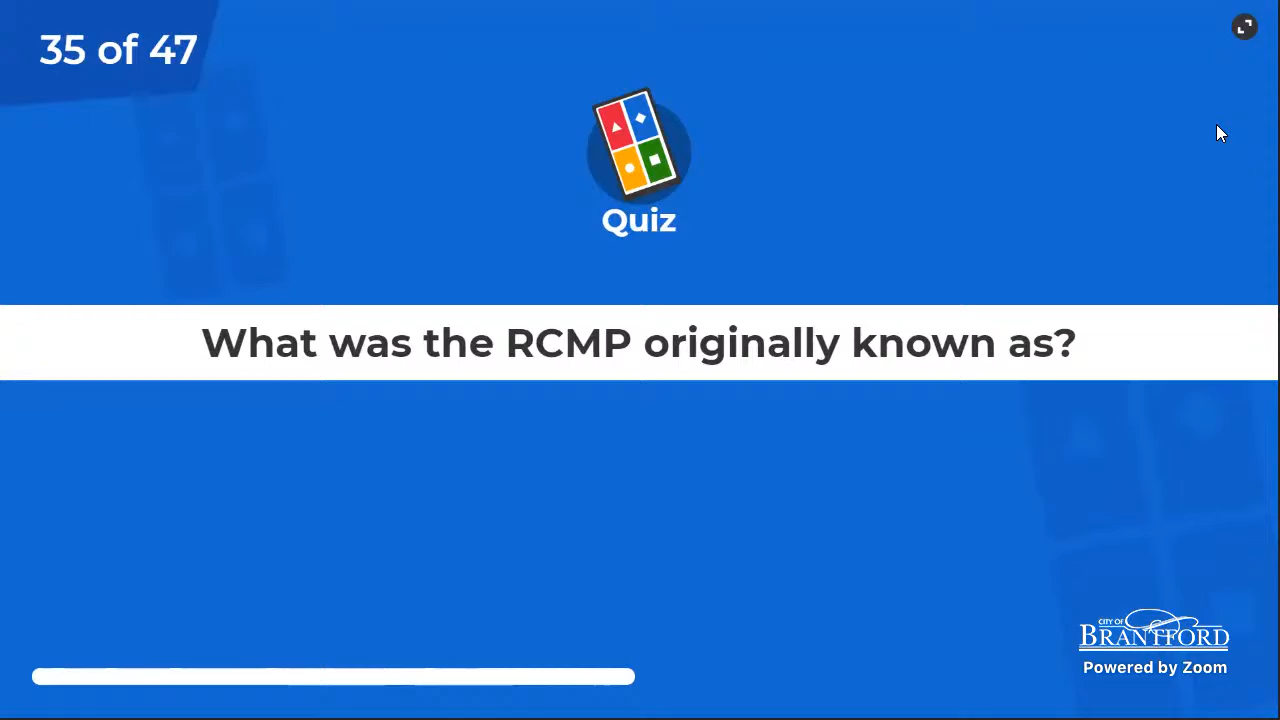 35 of 47
Quiz
What was the RCMP originally known as?
CITY OF
BRANTFORD
Powered by Zoom